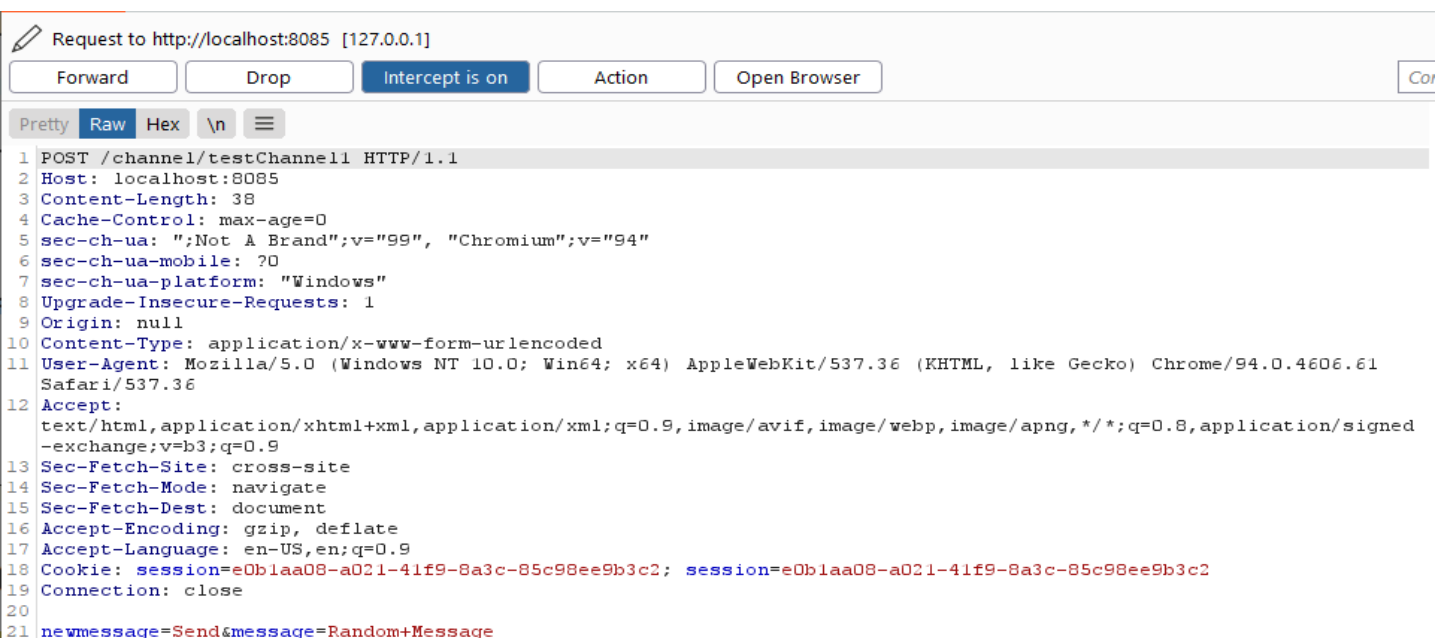 Request to http://localhost:8085 [127.0.0.1]
Forward Drop Intercept is on Action Open Browser
Pretty Raw Hex \n
1 POST /channel/testChannel1 HTTP/1.1
2 Host: localhost:8085
3 Content-Length: 38
4 Cache-Control: max-age=0
5 sec-ch-ua: ";Not A Brand";v="99", "Chromium";v="94"
6 sec-ch-ua-mobile: ?0
7 sec-ch-ua-platform: "Windows"
8 Upgrade-Insecure-Requests: 1
9 Origin: null
10 Content-Type: application/x-www-form-urlencoded
11 User-Agent: Mozilla/5.0 (Windows NT 10.0; Win64; x64) AppleWebKit/537.36 (KHTML, like Gecko) Chrome/94.0.4606.61
Safari/537.36
12 Accept:
text/html,application/xhtml+xml,application/xml;q=0.9,image/avif,image/webp,image/apng,*/*;q=0.8,application/signed
-exchange;v=b3;q=0.9
13 Sec-Fetch-Site: cross-site
14 Sec-Fetch-Mode: navigate
15 Sec-Fetch-Dest: document
16 Accept-Encoding: gzip, deflate
17 Accept-Language: en-US,en;q=0.9
18 Cookie: session=e0b1aa08-a021-41f9-8a3c-85c98ee9b3c2; session=e0b1aa08-a021-41f9-8a3c-85c98ee9b3c2
19 Connection: close
20
21 newmessage=Send&message=Random+Message